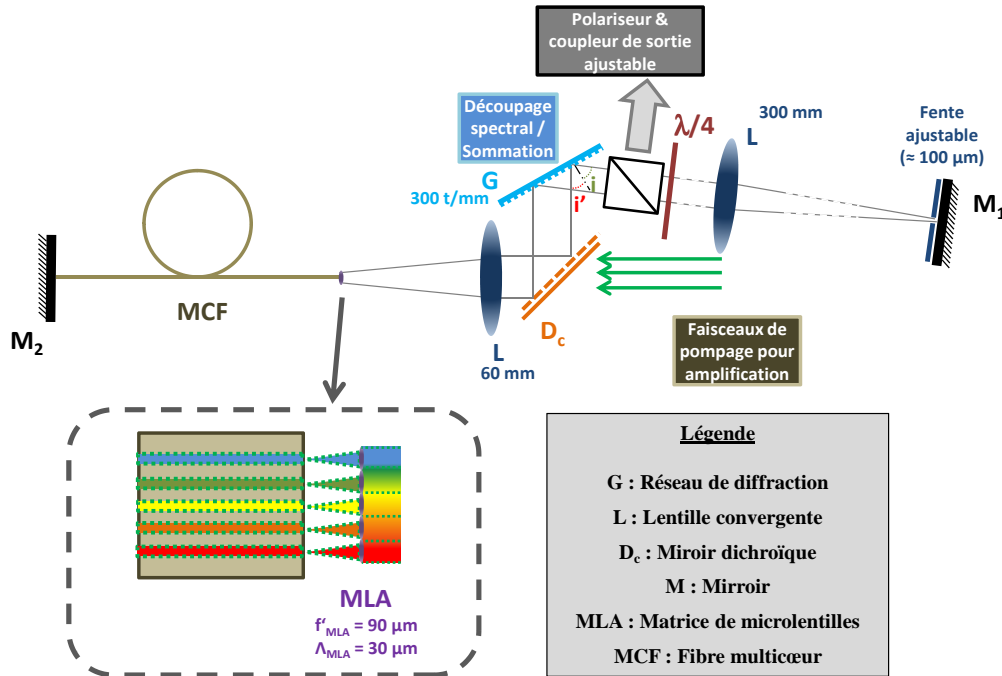 Polariseur &
coupleur de sortie
ajustable
Découpage
spectral /
Sommation
λ/4
300 mm
L
Fente
ajustable
(≈ 100 µm)
G
300 t/mm
i
i'
M₁
MCF
M₂
D꜀
L
60 mm
Faisceaux de
pompage pour
amplification
MLA
f'MLA = 90 µm
ΛMLA = 30 µm
Légende
G : Réseau de diffraction
L : Lentille convergente
D꜀ : Miroir dichroïque
M : Mirroir
MLA : Matrice de microlentilles
MCF : Fibre multicœur